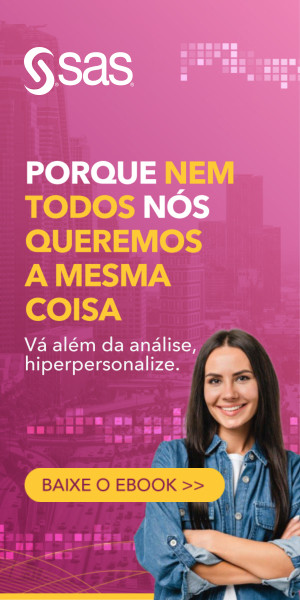 sas
PORQUE NEM
TODOS NÓS
QUEREMOS
A MESMA
COISA
Vá além da análise,
hiperpersonalize.
BAIXE O EBOOK >>